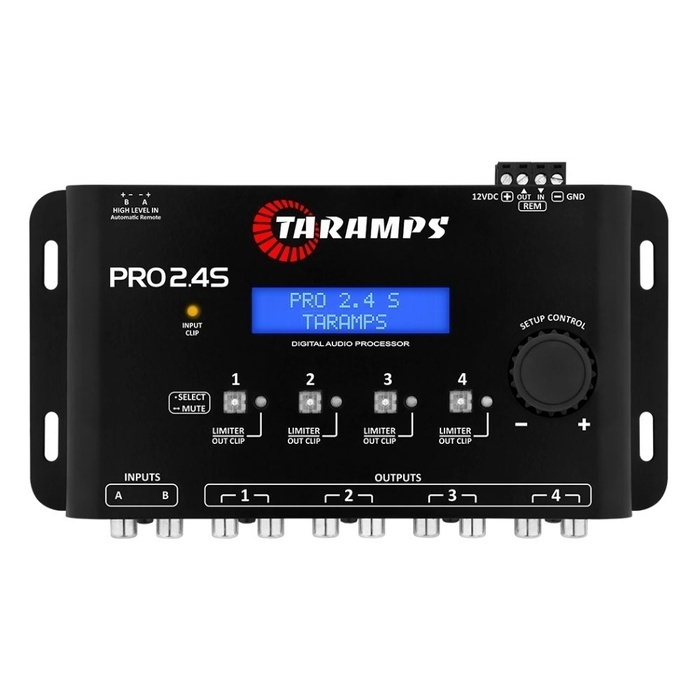 TARAMPS
+ - - +
B A
HIGH LEVEL IN
Automatic Remote
12VDC + OUT IN - GND
REM
PRO 2.4S
INPUT
CLIP
PRO 2.4 S
TARAMPS
DIGITAL AUDIO PROCESSOR
SETUP CONTROL
- +
1 2 3 4
• SELECT
•• MUTE
LIMITER LIMITER LIMITER LIMITER
OUT CLIP OUT CLIP OUT CLIP OUT CLIP
INPUTS OUTPUTS
A B 1 2 3 4